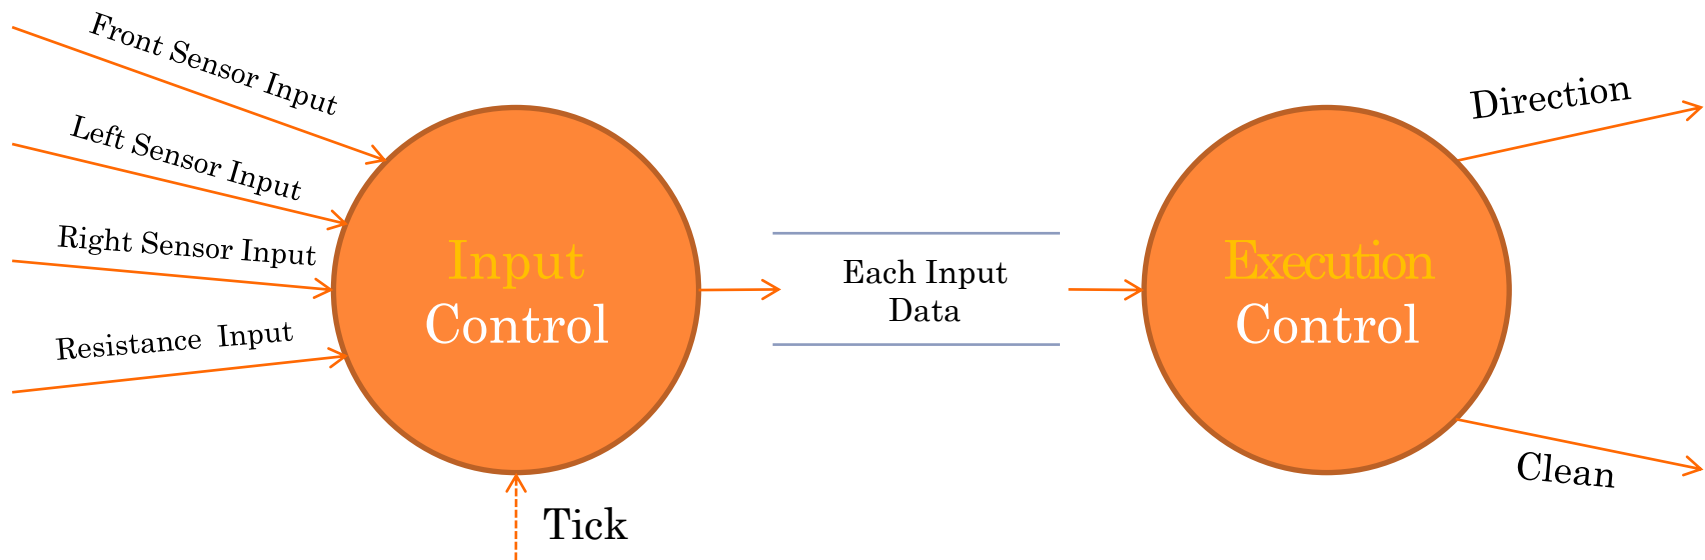 Front Sensor Input
Left Sensor Input
Right Sensor Input
Resistance Input
Input
Control
Tick
Each Input
Data
Execution
Control
Direction
Clean